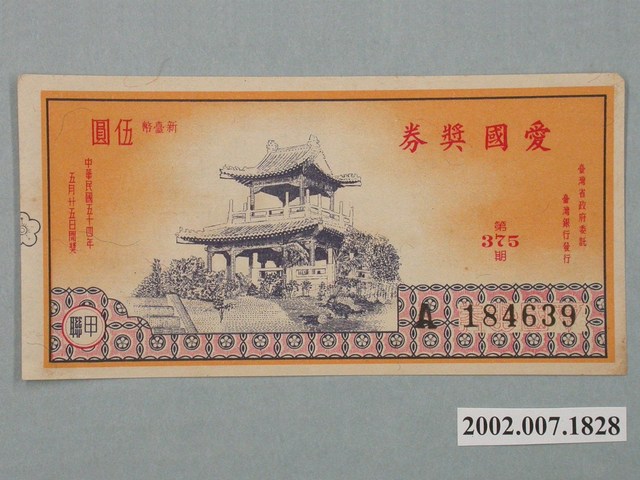 愛國獎券
臺灣省政府委託
臺灣銀行發行
第
375
期
新臺幣伍圓
中華民國五十四年
五月廿五日開獎
甲聯
A 184639
2002.007.1828